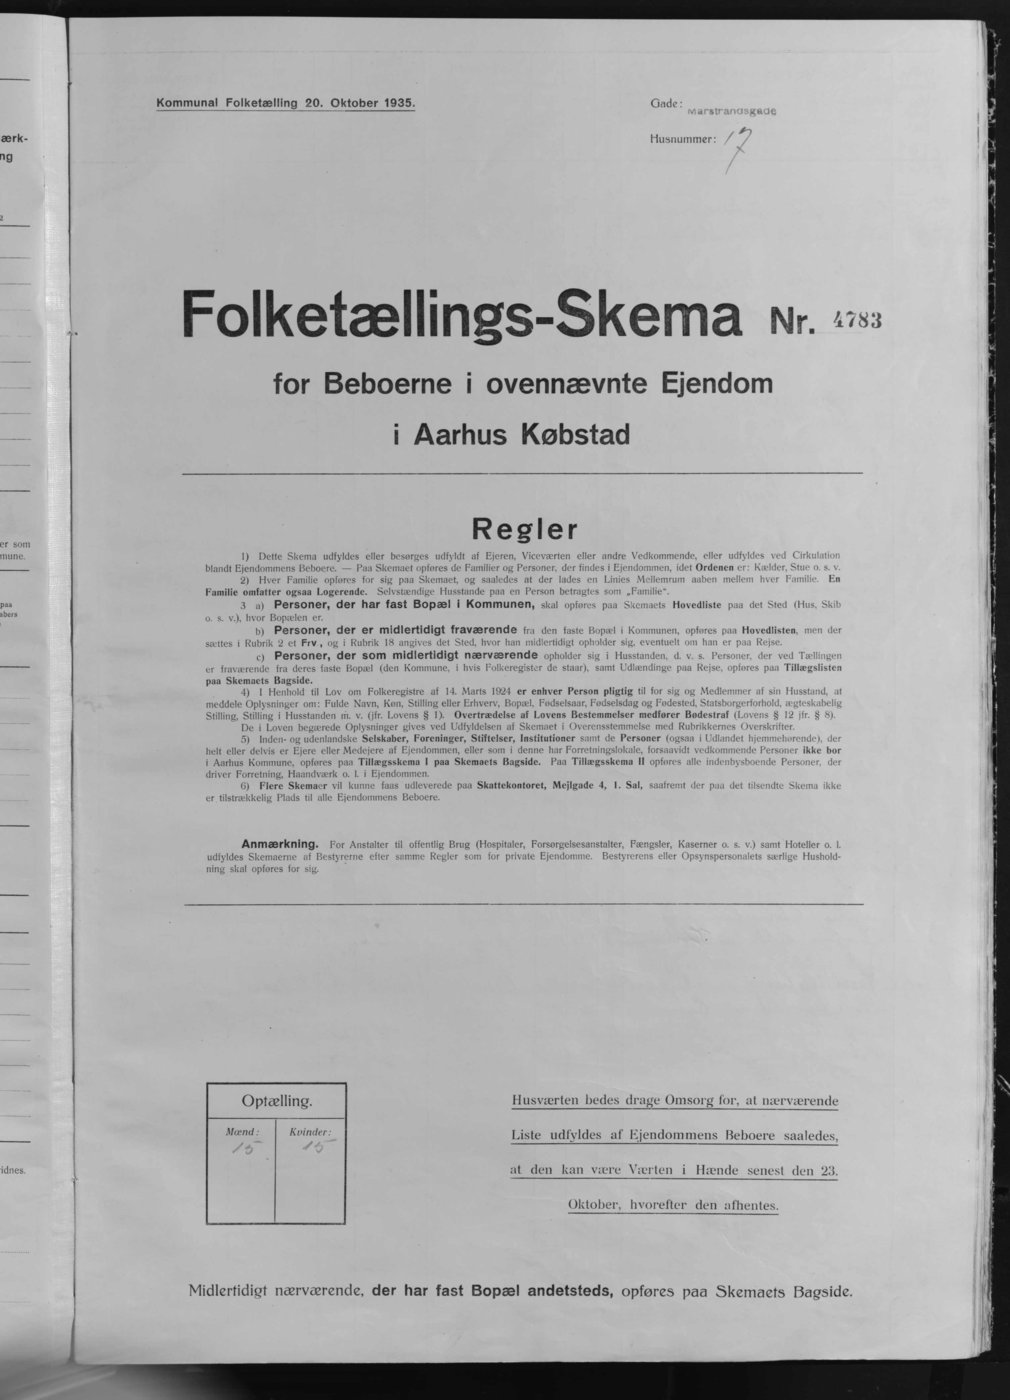 Kommunal Folketælling 20. Oktober 1935.
Gade: Marstrandsgade
Husnummer: 17
Folketællings-Skema Nr. 4783
for Beboerne i ovennævnte Ejendom
i Aarhus Købstad
Regler
1) Dette Skema udfyldes eller besørges udfyldt af Ejeren, Viceværten eller andre Vedkommende, eller udfyldes ved Cirkulation
blandt Ejendommens Beboere. — Paa Skemaet opføres de Familier og Personer, der findes i Ejendommen, idet Ordenen er: Kælder, Stue o. s. v.
2) Hver Familie opføres for sig paa Skemaet, og saaledes at der lades en Linies Mellemrum aaben mellem hver Familie. En
Familie omfatter ogsaa Logerende. Selvstændige Husstande paa en Person betragtes som „Familie“.
3 a) Personer, der har fast Bopæl i Kommunen, skal opføres paa Skemaets Hovedliste paa det Sted (Hus, Skib
o. s. v.), hvor Bopælen er.
b) Personer, der er midlertidigt fraværende fra den faste Bopæl i Kommunen, opføres paa Hovedlisten, men der
sættes i Rubrik 2 et Frv., og i Rubrik 18 angives det Sted, hvor han midlertidigt opholder sig, eventuelt om han er paa Rejse.
c) Personer, der som midlertidigt nærværende opholder sig i Husstanden, d. v. s. Personer, der ved Tællingen
er fraværende fra deres faste Bopæl (den Kommune, i hvis Folkeregister de staar), samt Udlændinge paa Rejse, opføres paa Tillægslisten
paa Skemaets Bagside.
4) I Henhold til Lov om Folkeregistre af 14. Marts 1924 er enhver Person pligtig til for sig og Medlemmer af sin Husstand, at
meddele Oplysninger om: Fulde Navn, Køn, Stilling eller Erhverv, Bopæl, Fødselsaar, Fødselsdag og Fødested, Statsborgerforhold, ægteskabelig
Stilling, Stilling i Husstanden m. v. (jfr. Lovens § 1). Overtrædelse af Lovens Bestemmelser medfører Bødestraf (Lovens § 12 jfr. § 8).
De i Loven begærede Oplysninger gives ved Udfyldelsen af Skemaet i Overensstemmelse med Rubrikkernes Overskrifter.
5) Inden- og udenlandske Selskaber, Foreninger, Stiftelser, Institutioner samt de Personer (ogsaa i Udlandet hjemmehørende), der
helt eller delvis er Ejere eller Medejere af Ejendommen, eller som i denne har Forretningslokale, forsaavidt vedkommende Personer ikke bor
i Aarhus Kommune, opføres paa Tillægsskema I paa Skemaets Bagside. Paa Tillægsskema II opføres alle indenbysboende Personer, der
driver Forretning, Haandværk o. l. i Ejendommen.
6) Flere Skemaer vil kunne faas udleverede paa Skattekontoret, Mejlgade 4, 1. Sal, saafremt der paa det tilsendte Skema ikke
er tilstrækkelig Plads til alle Ejendommens Beboere.
Anmærkning. For Anstalter til offentlig Brug (Hospitaler, Forsørgelsesanstalter, Fængsler, Kaserner o. s. v.) samt Hoteller o. l.
udfyldes Skemaerne af Bestyrerne efter samme Regler som for private Ejendomme. Bestyrerens eller Opsynspersonalets særlige Hushold-
ning skal opføres for sig.
Optælling.
Mænd: Kvinder:
15 15
Husværten bedes drage Omsorg for, at nærværende
Liste udfyldes af Ejendommens Beboere saaledes,
at den kan være Værten i Hænde senest den 23.
Oktober, hvorefter den afhentes.
Midlertidigt nærværende, der har fast Bopæl andetsteds, opføres paa Skemaets Bagside.